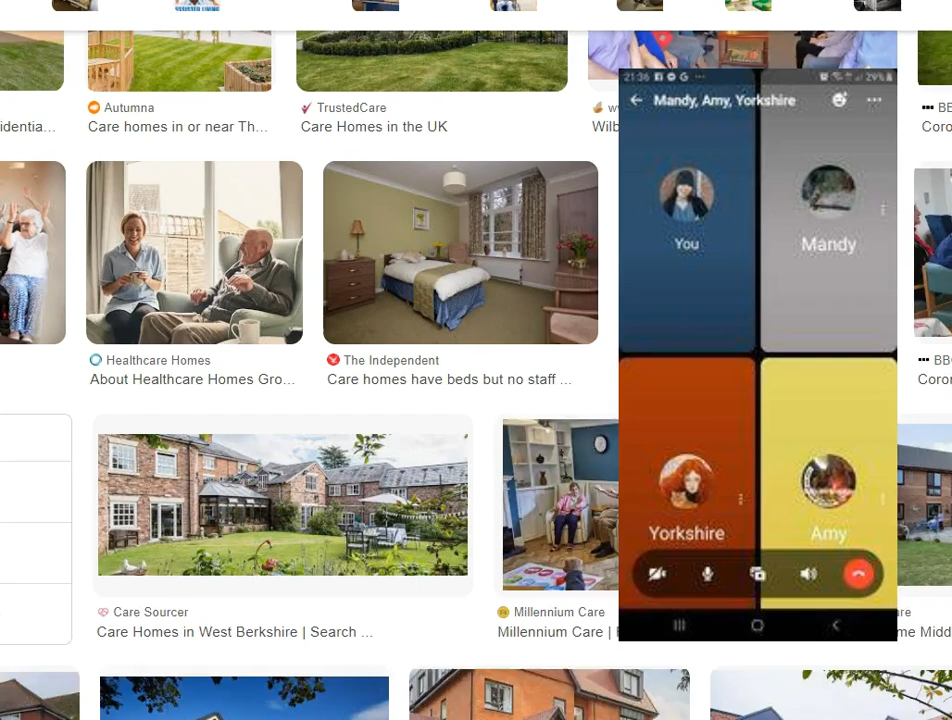 Autumna
Care homes in or near Th...
TrustedCare
Care Homes in the UK
identia...
Wilb
BB
Coro
21:36
29%
Mandy, Amy, Yorkshire
You
Mandy
Yorkshire
Amy
Healthcare Homes
About Healthcare Homes Gro...
The Independent
Care homes have beds but no staff ...
BB
Coro
Care Sourcer
Care Homes in West Berkshire | Search ...
Millennium Care
Millennium Care |
are
me Midd